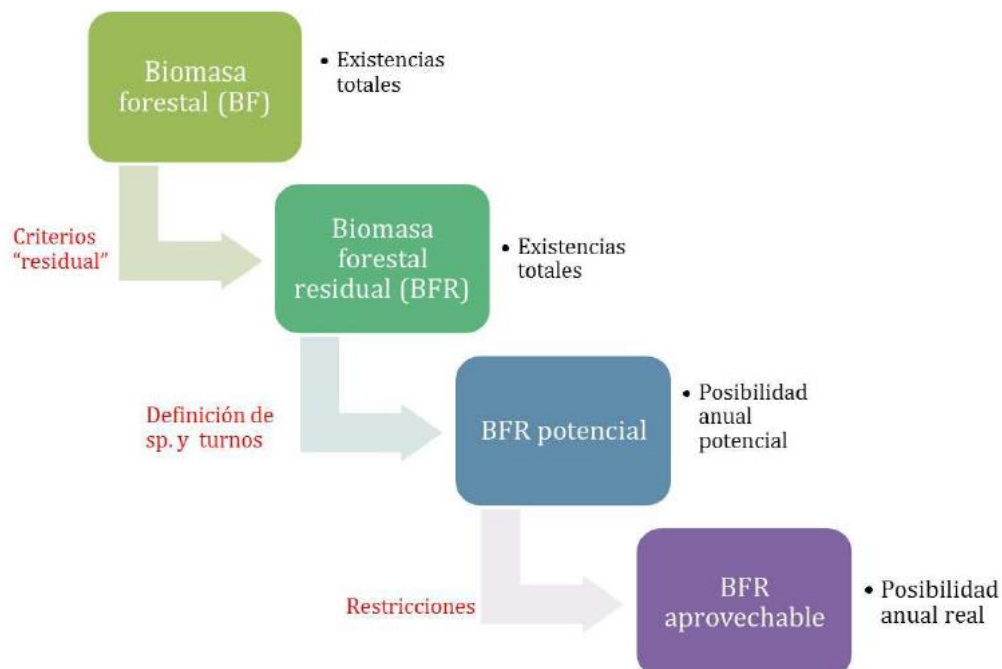 Biomasa
forestal (BF)
• Existencias
totales
Criterios
“residual”
Biomasa
forestal
residual (BFR)
• Existencias
totales
Definición de
sp. y turnos
BFR potencial
• Posibilidad
anual
potencial
Restricciones
BFR
aprovechable
• Posibilidad
anual real